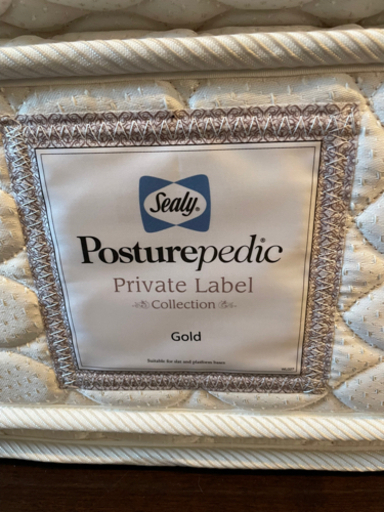 Sealy
Posturepedic
Private Label
Collection
Gold
Suitable for slat and platform bases